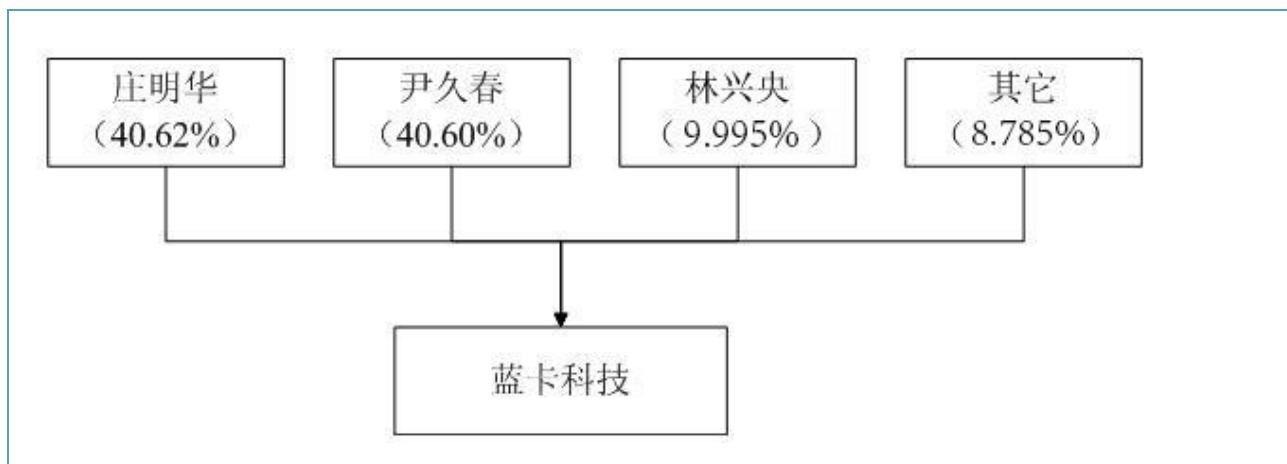 庄明华
（40.62%）
尹久春
（40.60%）
林兴央
（9.995%）
其它
（8.785%）
蓝卡科技